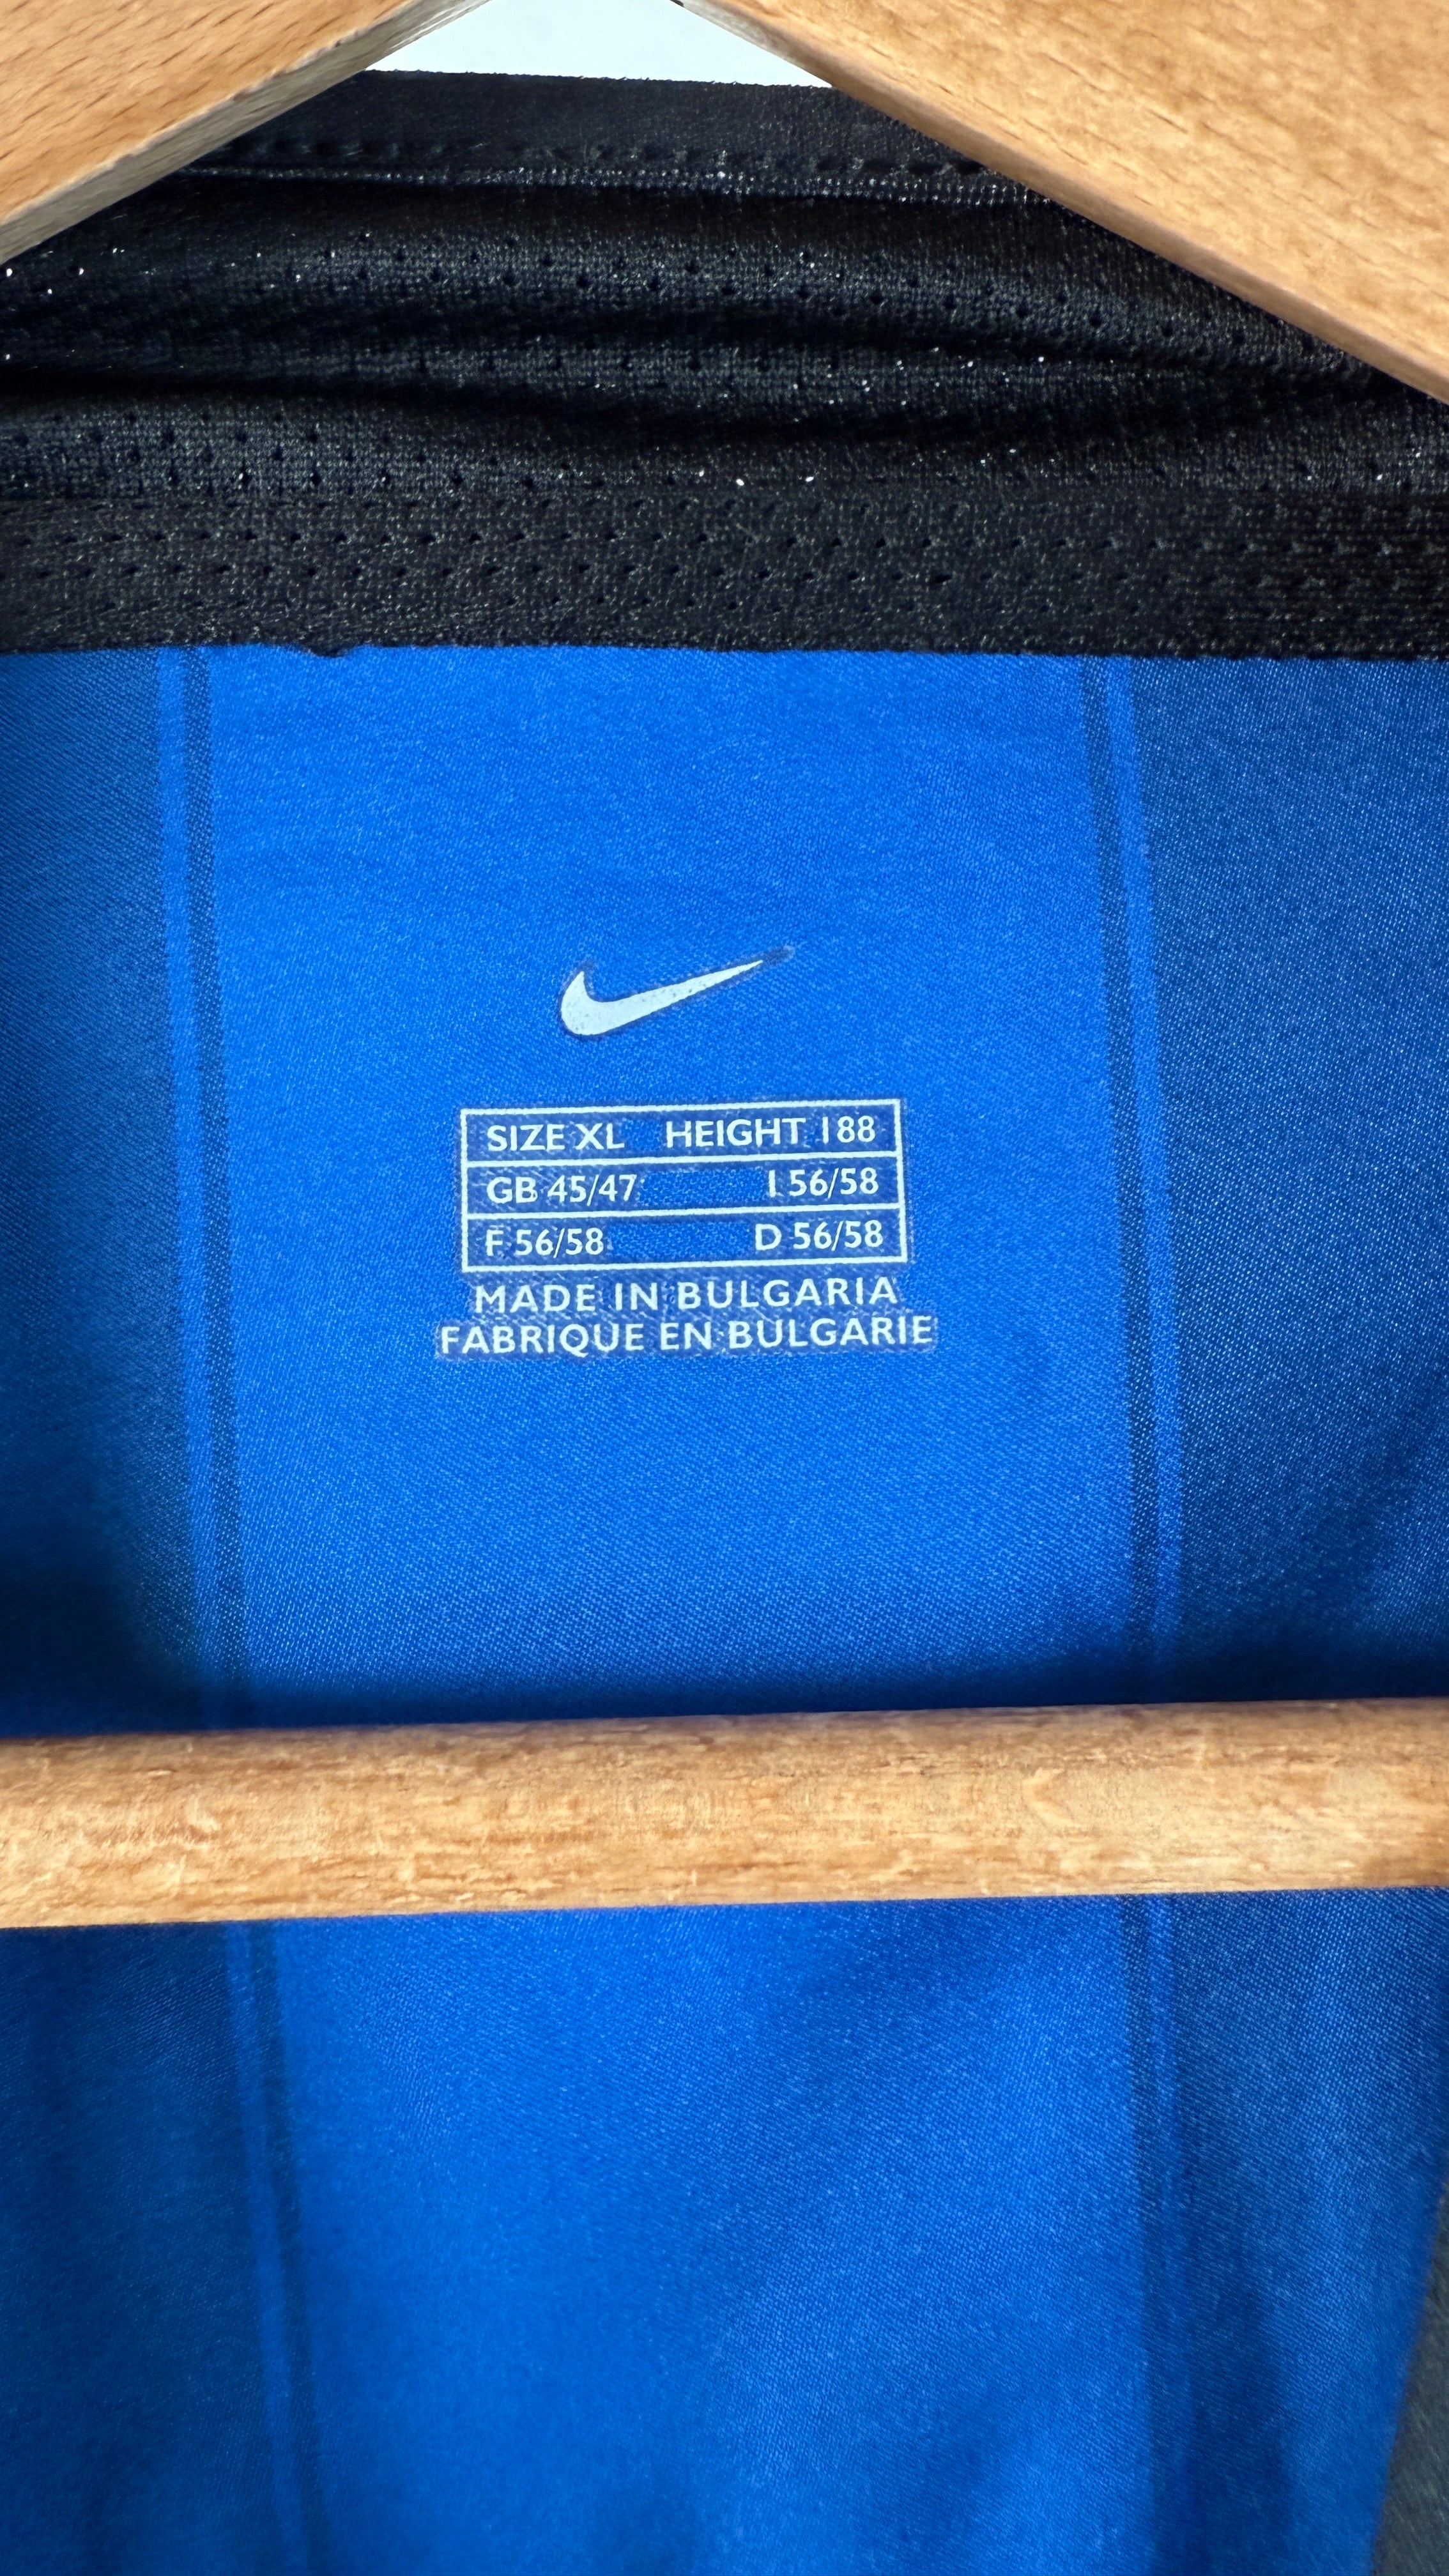 SIZE XL HEIGHT 188
GB 45/47 I 56/58
F 56/58 D 56/58
MADE IN BULGARIA
FABRIQUE EN BULGARIE